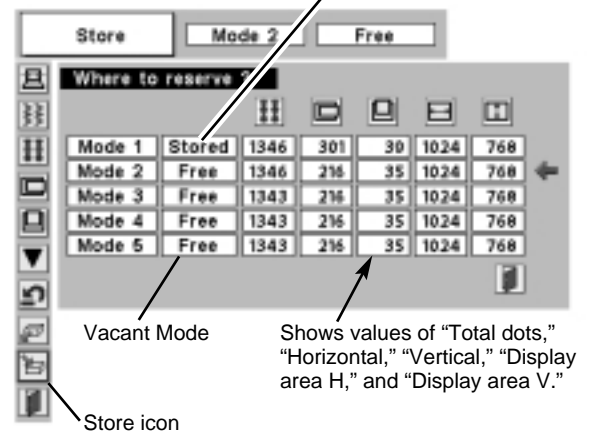 Store Mode 2 Free
Where to reserve ?
Mode 1 Stored 1346 301 30 1024 768
Mode 2 Free 1346 216 35 1024 768
Mode 3 Free 1343 216 35 1024 768
Mode 4 Free 1343 216 35 1024 768
Mode 5 Free 1343 216 35 1024 768
Vacant Mode
Shows values of “Total dots,”
“Horizontal,” “Vertical,” “Display
area H,” and “Display area V.”
Store icon